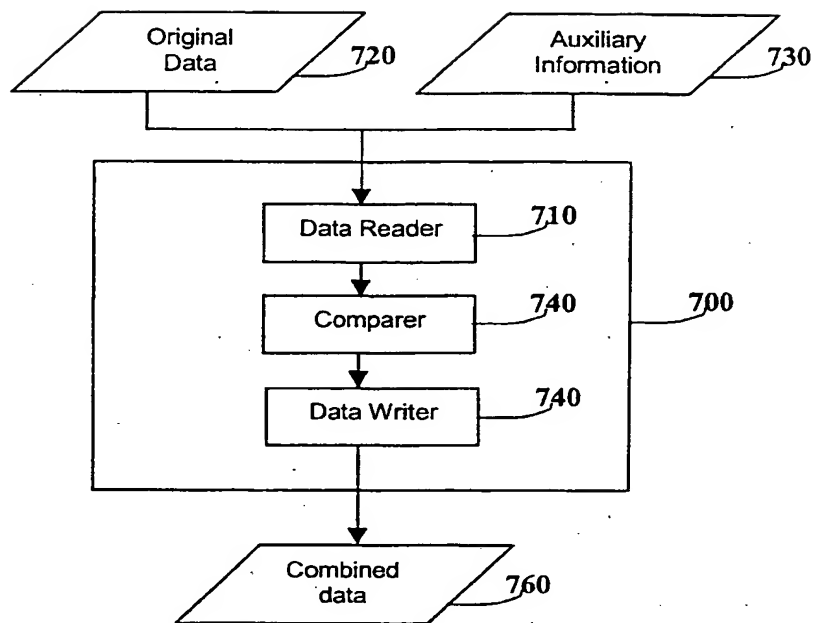 Original
Data
720
Auxiliary
Information
730
Data Reader
710
Comparer
740
700
Data Writer
740
Combined
data
760